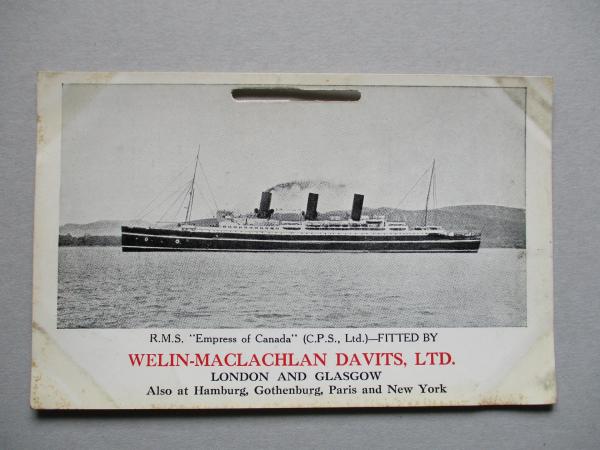 R.M.S. "Empress of Canada" (C.P.S., Ltd.)—FITTED BY
WELIN-MACLACHLAN DAVITS, LTD.
LONDON AND GLASGOW
Also at Hamburg, Gothenburg, Paris and New York